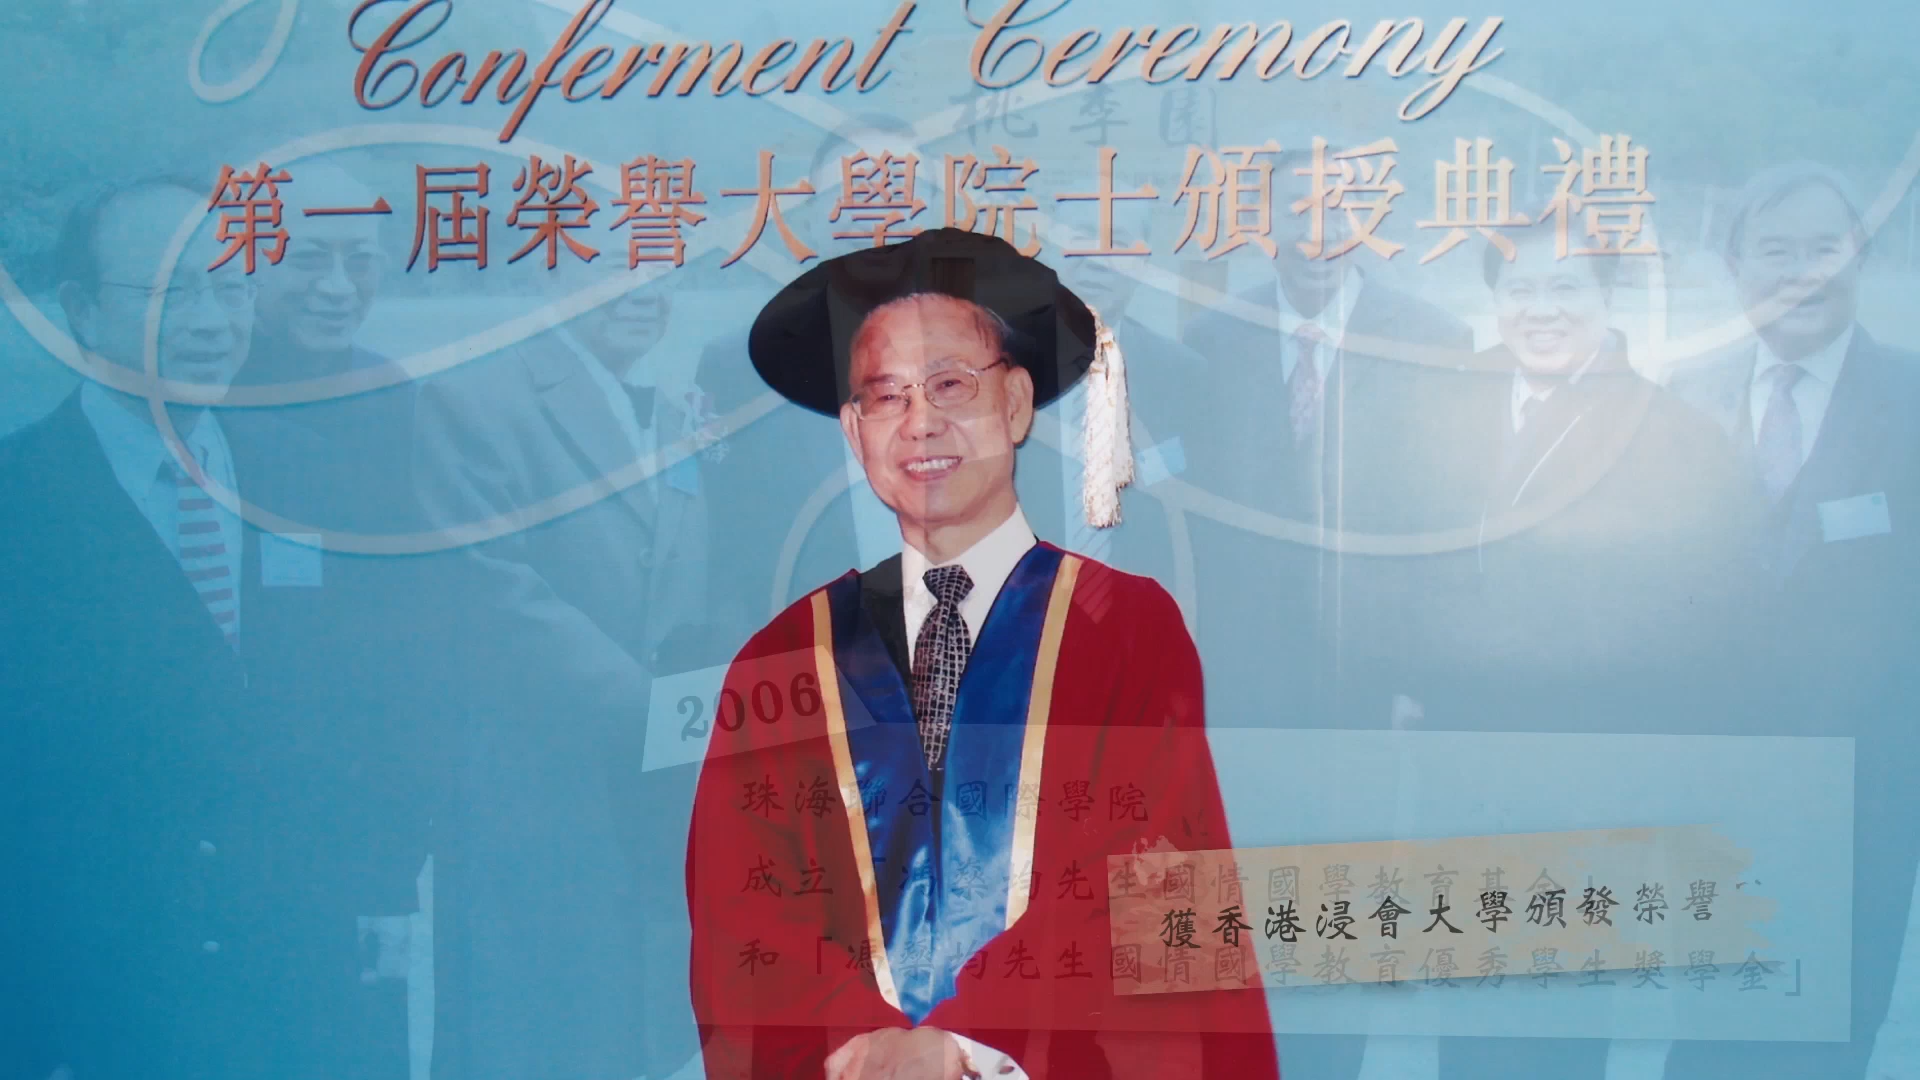 Conferment Ceremony
桃李園
第一屆榮譽大學院士頒授典禮
2006
珠海聯合國際學院
成立「馮燊均先生國情國學教育基金」
獲香港浸會大學頒發榮譽
和「馮燊均先生國情國學教育優秀學生獎學金」